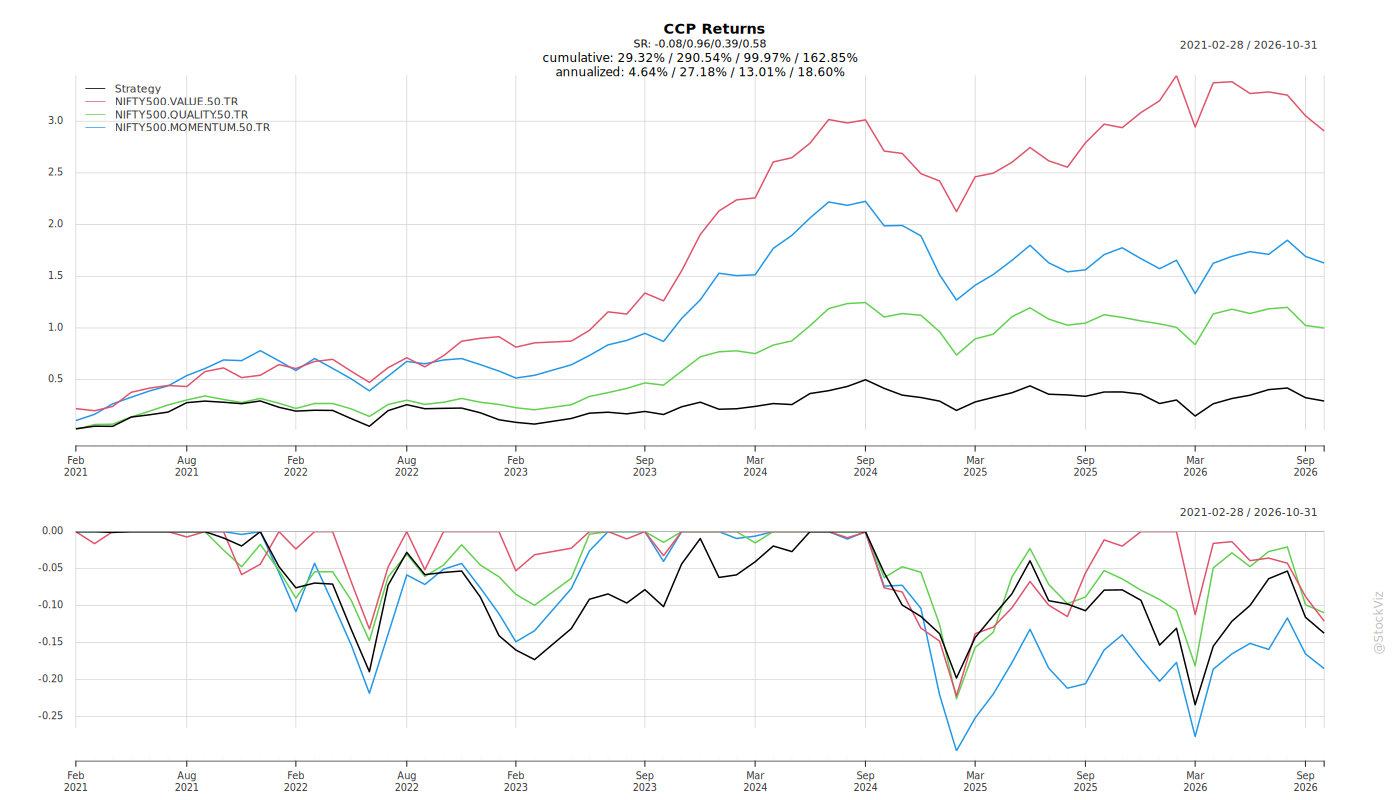 CCP Returns
SR: -0.08/0.96/0.39/0.58
cumulative: 29.32% / 290.54% / 99.97% / 162.85%
annualized: 4.64% / 27.18% / 13.01% / 18.60%
2021-02-28 / 2026-10-31
Strategy
NIFTY500.VALUE.50.TR
NIFTY500.QUALITY.50.TR
NIFTY500.MOMENTUM.50.TR
3.0
2.5
2.0
1.5
1.0
0.5
Feb 2021
Aug 2021
Feb 2022
Aug 2022
Feb 2023
Sep 2023
Mar 2024
Sep 2024
Mar 2025
Sep 2025
Mar 2026
Sep 2026
2021-02-28 / 2026-10-31
0.00
-0.05
-0.10
-0.15
-0.20
-0.25
Feb 2021
Aug 2021
Feb 2022
Aug 2022
Feb 2023
Sep 2023
Mar 2024
Sep 2024
Mar 2025
Sep 2025
Mar 2026
Sep 2026
@StockViz